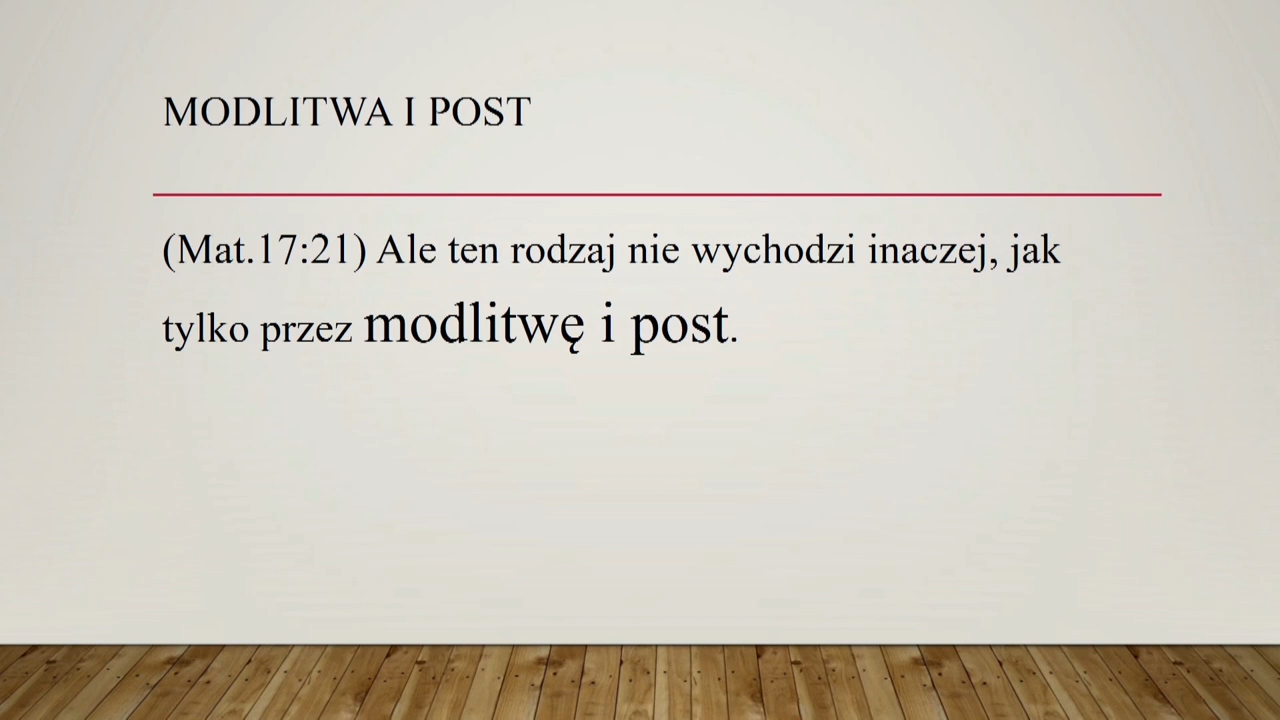 MODLITWA I POST
(Mat.17:21) Ale ten rodzaj nie wychodzi inaczej, jak
tylko przez modlitwę i post.